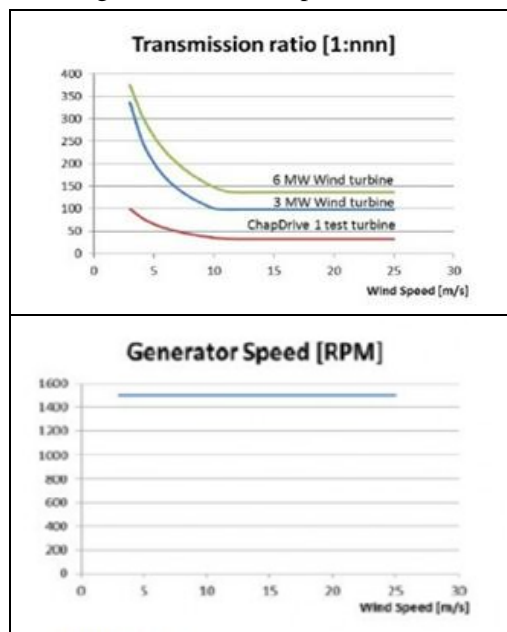 Transmission ratio [1:nnn]
400
350
300
250
200
150
100
50
0
6 MW Wind turbine
3 MW Wind turbine
ChapDrive 1 test turbine
0 5 10 15 20 25 30
Wind Speed [m/s]
Generator Speed [RPM]
1600
1400
1200
1000
800
600
400
200
0
0 5 10 15 20 25 30
Wind Speed [m/s]